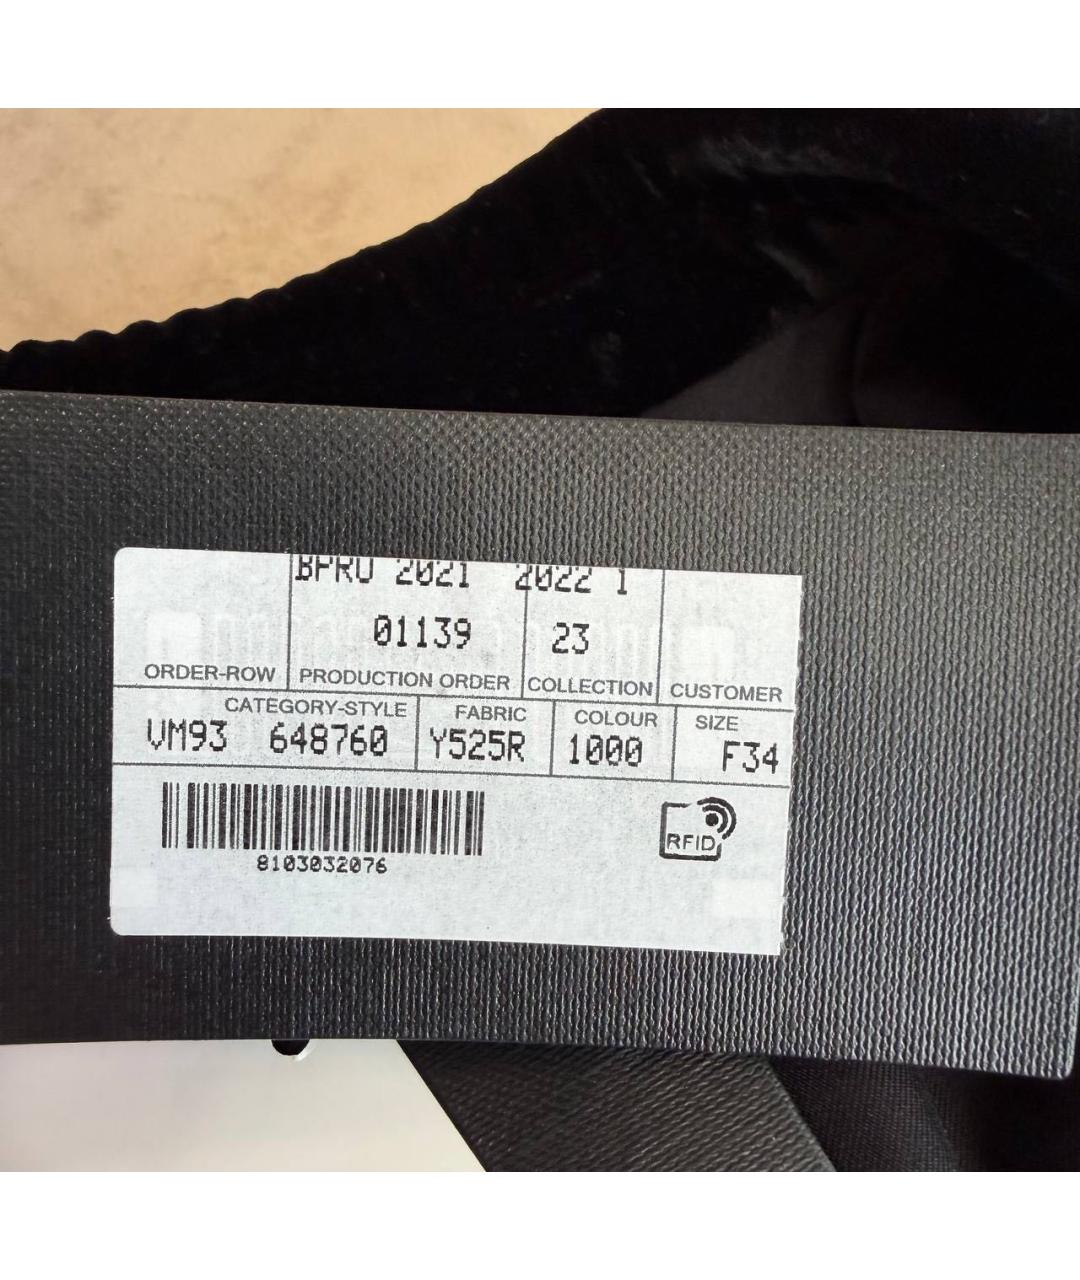 BPRU 2021 2022 1
01139 23
ORDER-ROW PRODUCTION ORDER COLLECTION CUSTOMER
CATEGORY-STYLE FABRIC COLOUR SIZE
VM93 648760 Y525R 1000 F34
8103032076
RFID